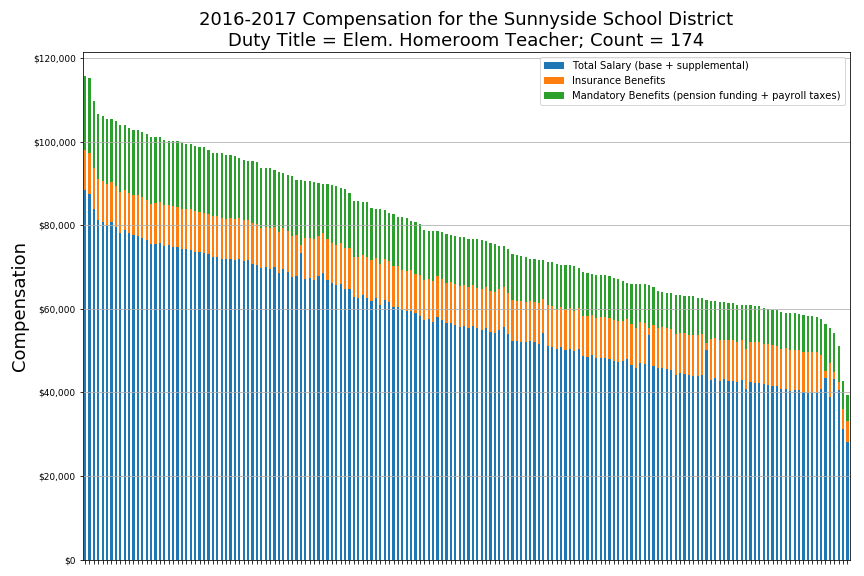 2016-2017 Compensation for the Sunnyside School District
Duty Title = Elem. Homeroom Teacher; Count = 174
Total Salary (base + supplemental)
Insurance Benefits
Mandatory Benefits (pension funding + payroll taxes)
Compensation
$120,000
$100,000
$80,000
$60,000
$40,000
$20,000
$0